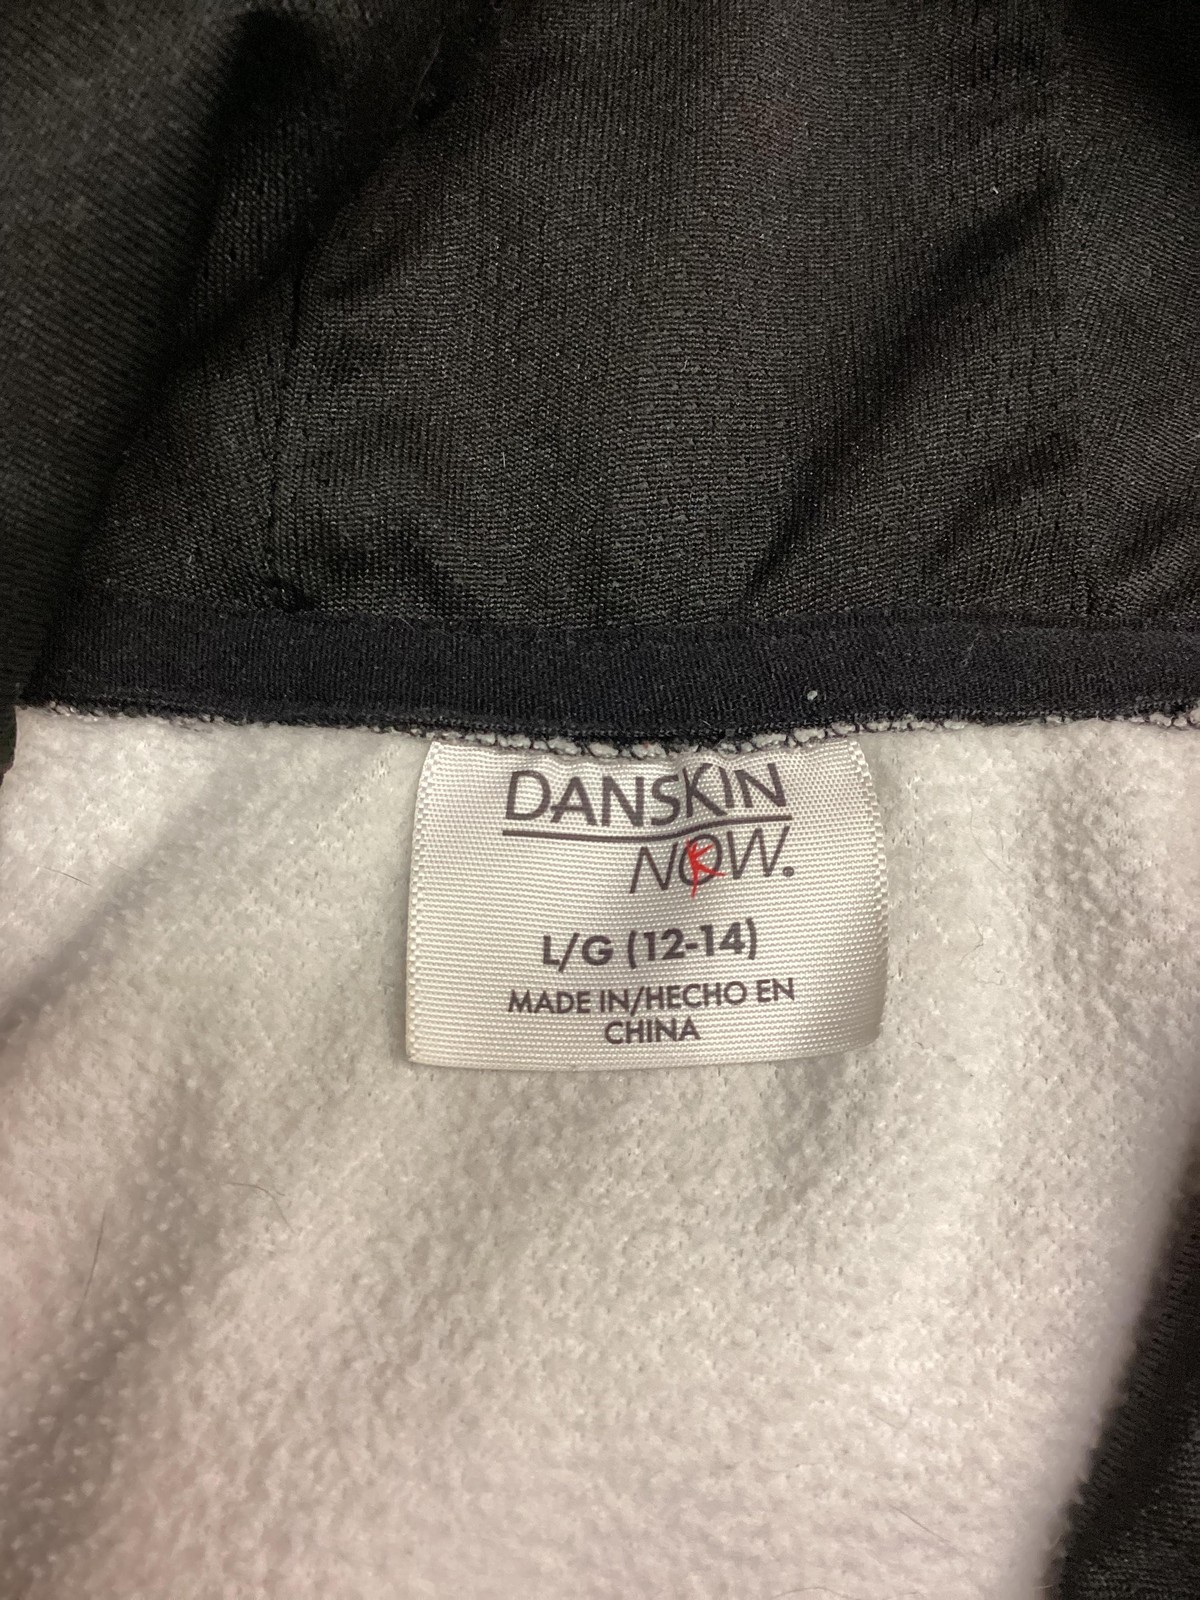 DANSKIN
NOW.
L/G (12-14)
MADE IN/HECHO EN
CHINA